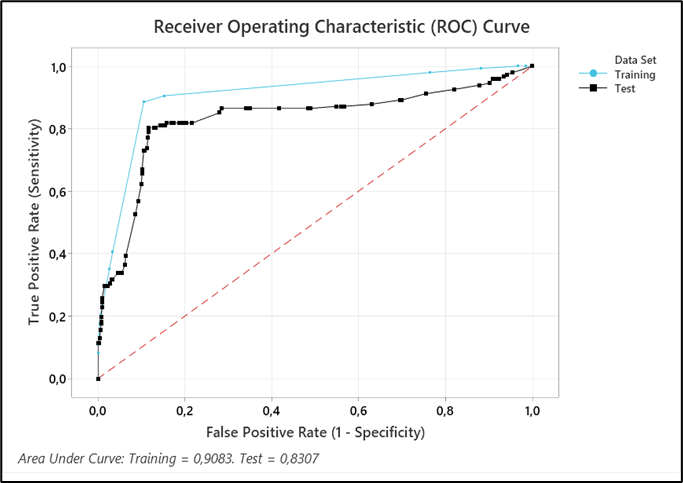 Receiver Operating Characteristic (ROC) Curve
Data Set
Training
Test
True Positive Rate (Sensitivity)
1,0
0,8
0,6
0,4
0,2
0,0
0,0 0,2 0,4 0,6 0,8 1,0
False Positive Rate (1 - Specificity)
Area Under Curve: Training = 0,9083. Test = 0,8307